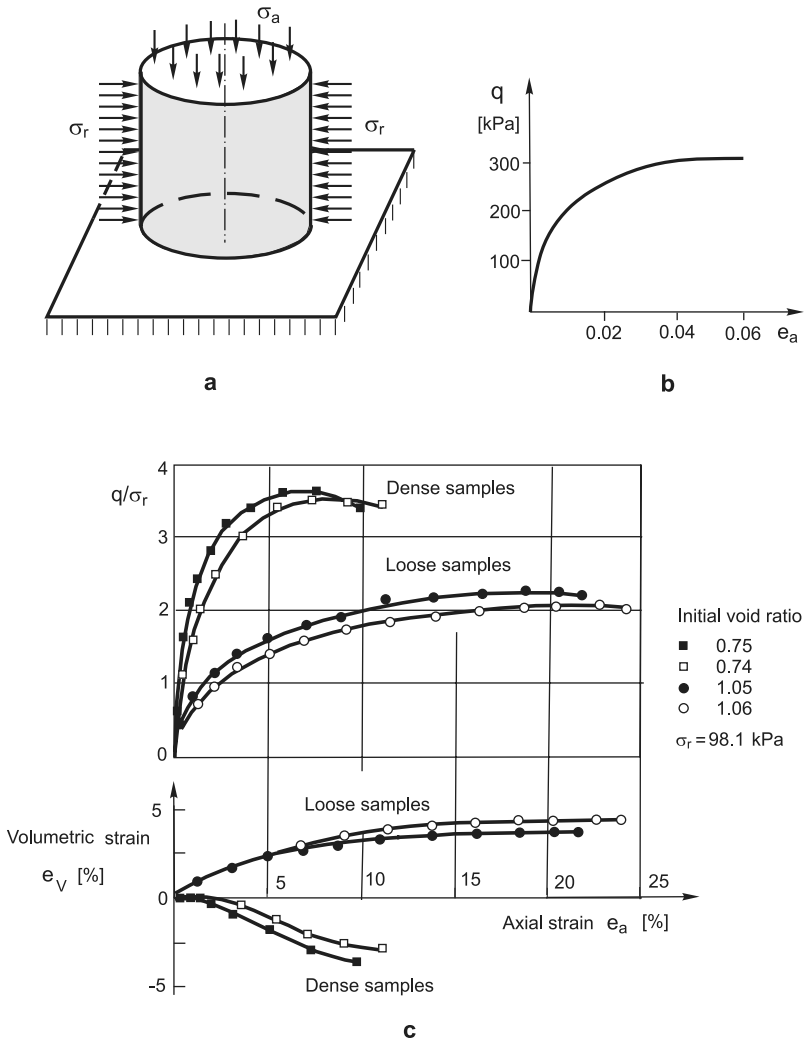 σa
σr
σr
a
q
[kPa]
300
200
100
0.02
0.04
0.06
ea
b
4
q/σr
Dense samples
3
Loose samples
2
1
0
Initial void ratio
0.75
0.74
1.05
1.06
σr = 98.1 kPa
5
Loose samples
Volumetric strain
eV [%]
0
5
10
15
20
25
Axial strain ea [%]
-5
Dense samples
c